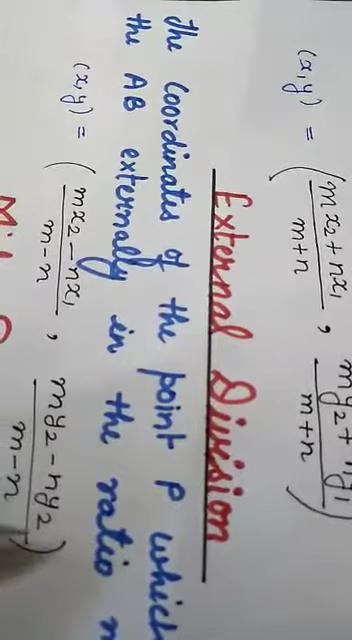 (x,y) = ( mx₂ + nx₁ / m+n , my₂ + ny₁ / m+n )
External Division
The coordinates of the point P which
the AB externally in the ratio
(x,y) = ( mx₂ - nx₁ / m-n , my₂ - ny₂ / m-n )